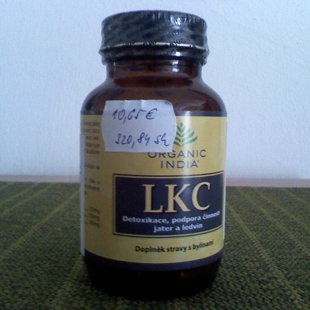 10,65 €
320,84 Sk
ORGANIC
INDIA
LKC
Detoxikace, podpora činnosti
jater a ledvin
Doplněk stravy s bylinami